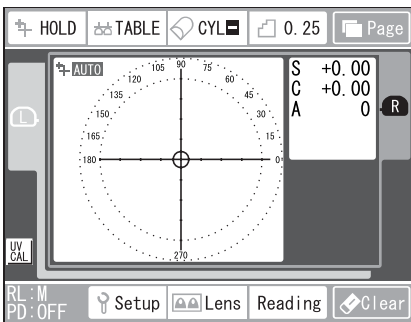 HOLD TABLE CYL 0.25 Page
AUTO
105 90 75
120 60
135 45
150 30
165 15
180 0
270
L
S +0.00
C +0.00
A 0
R
UV
CAL
RL:M
PD:OFF
Setup Lens Reading Clear